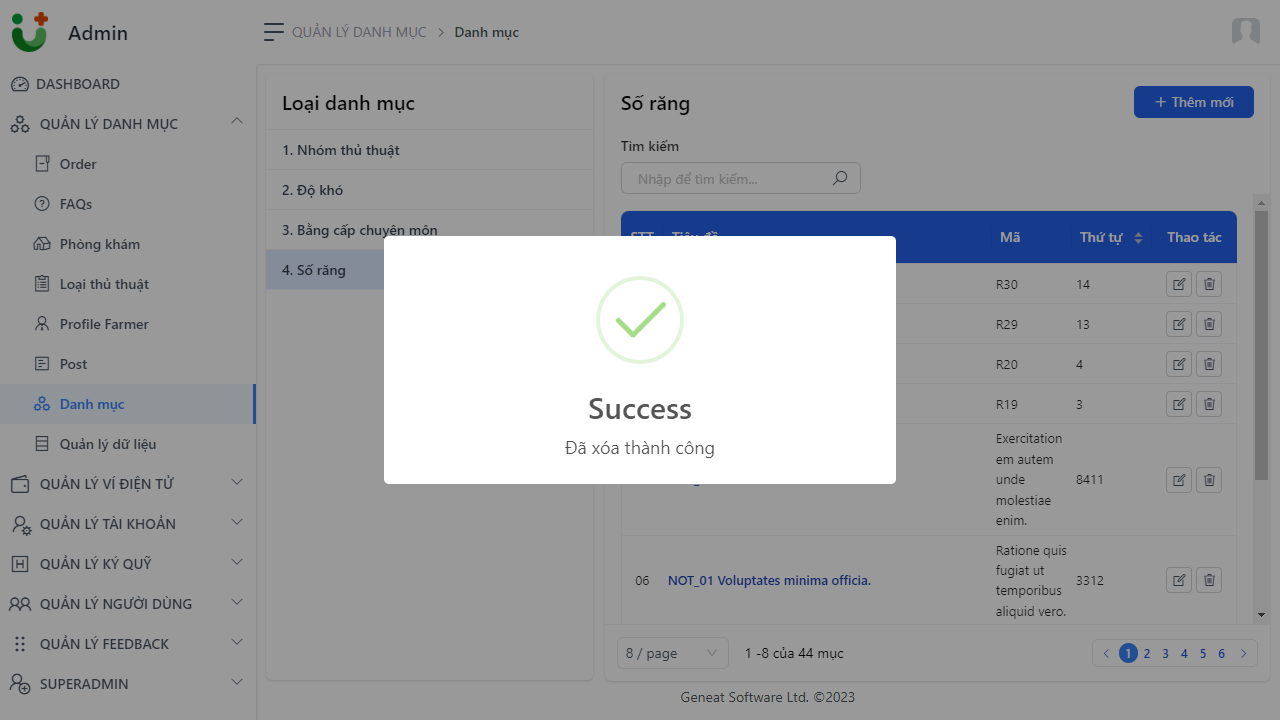 Admin
QUẢN LÝ DANH MỤC
Danh mục
DASHBOARD
QUẢN LÝ DANH MỤC
Order
FAQs
Phòng khám
Loại thủ thuật
Profile Farmer
Post
Danh mục
Quản lý dữ liệu
QUẢN LÝ VÍ ĐIỆN TỬ
QUẢN LÝ TÀI KHOẢN
QUẢN LÝ KÝ QUỸ
QUẢN LÝ NGƯỜI DÙNG
QUẢN LÝ FEEDBACK
SUPERADMIN
Loại danh mục
1. Nhóm thủ thuật
2. Độ khó
3. Bằng cấp chuyên môn
4. Số răng
Số răng
Thêm mới
Tìm kiếm
Nhập để tìm kiếm...
STT Tiêu đề Mã Thứ tự Thao tác
R30 14
R29 13
R20 4
R19 3
Exercitation
em autem
unde
molestiae
enim.
8411
06 NOT_01 Voluptates minima officia.
Ratione quis
fugiat ut
temporibus
aliquid vero.
3312
Success
Đã xóa thành công
8 / page
1 -8 của 44 mục
1 2 3 4 5 6
Geneat Software Ltd. ©2023